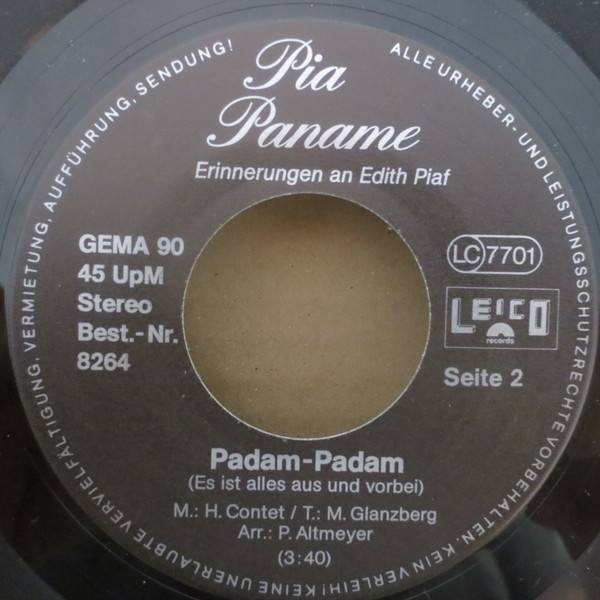 ALLE URHEBER- UND LEISTUNGSSCHUTZRECHTE VORBEHALTEN. KEIN VERLEIH! KEINE UNERLAUBTE VERVIELFÄLTIGUNG, VERMIETUNG, AUFFÜHRUNG, SENDUNG!
Pia
Paname
Erinnerungen an Edith Piaf
GEMA 90
45 UpM
Stereo
Best.-Nr.
8264
LC 7701
LEICO
records
Seite 2
Padam-Padam
(Es ist alles aus und vorbei)
M.: H. Contet / T.: M. Glanzberg
Arr.: P. Altmeyer
(3:40)